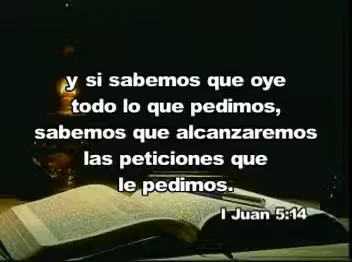 y si sabemos que oye
todo lo que pedimos,
sabemos que alcanzaremos
las peticiones que
le pedimos.
I Juan 5:14